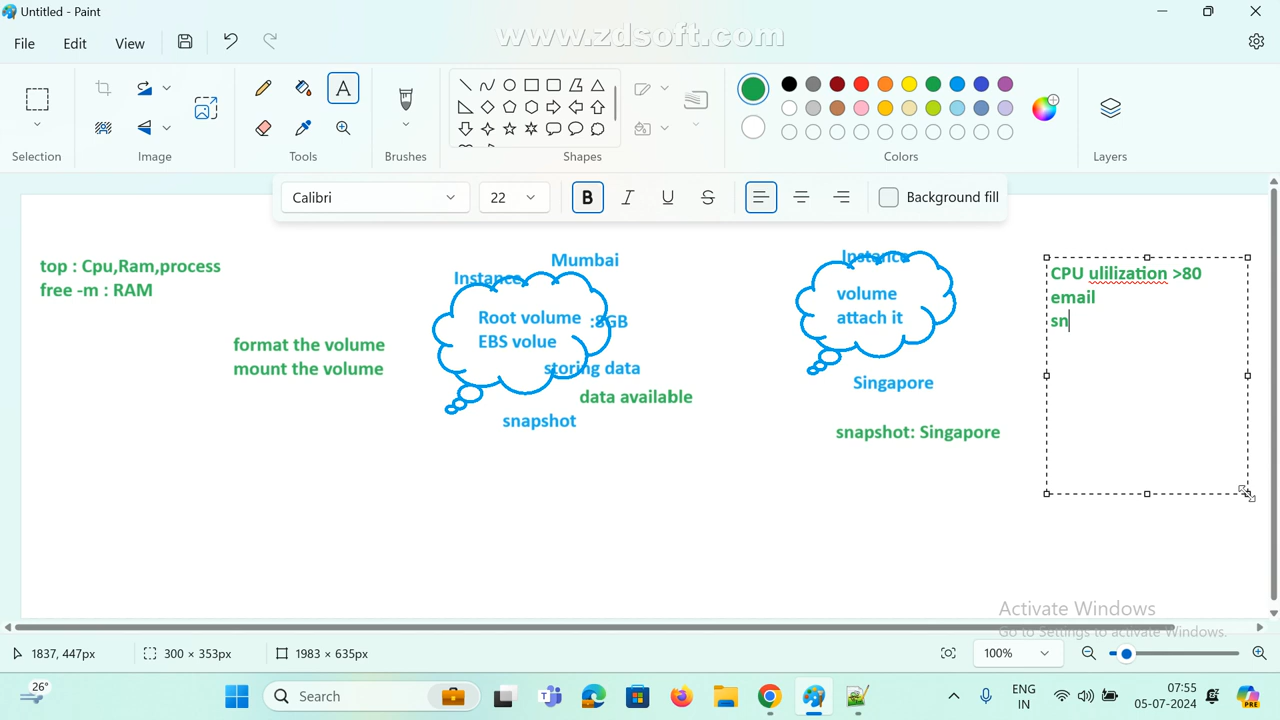 Untitled - Paint
www.zdsoft.com
File Edit View
Selection Image Tools Brushes Shapes Colors Layers
Calibri 22 B I U S Background fill
top : Cpu,Ram,process
free -m : RAM
format the volume
mount the volume
Mumbai
Instance
Root volume :8GB
EBS volue
storing data
data available
snapshot
Instance
volume
attach it
Singapore
snapshot: Singapore
CPU ulilization >80
email
sn
Activate Windows
Go to Settings to activate Windows.
1837, 447px 300 × 353px 1983 × 635px 100%
26° Search ENG IN 07:55 05-07-2024 PRE